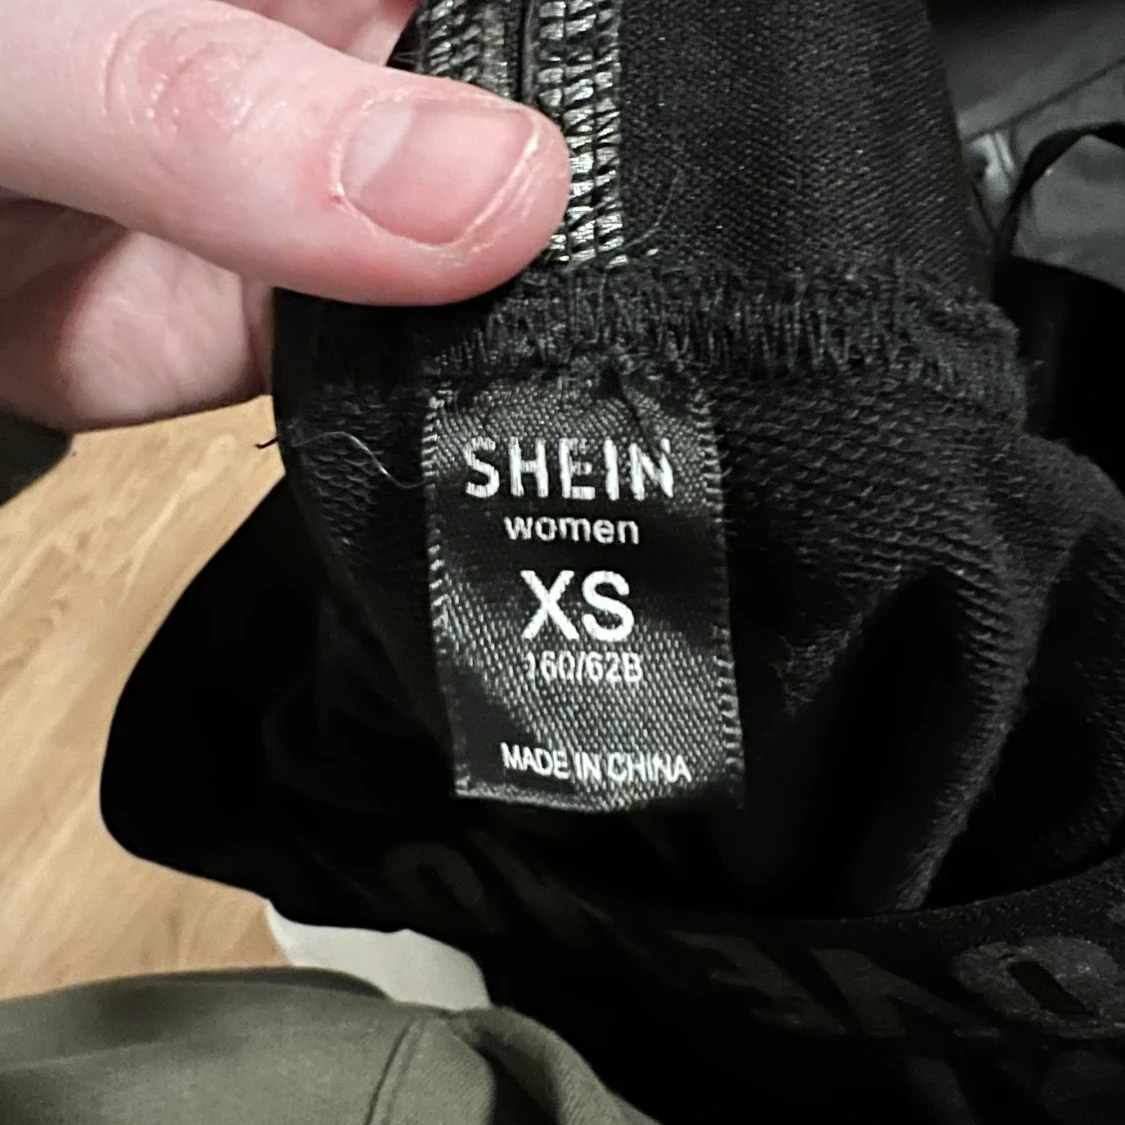 SHEIN
women
XS
160/62B
MADE IN CHINA